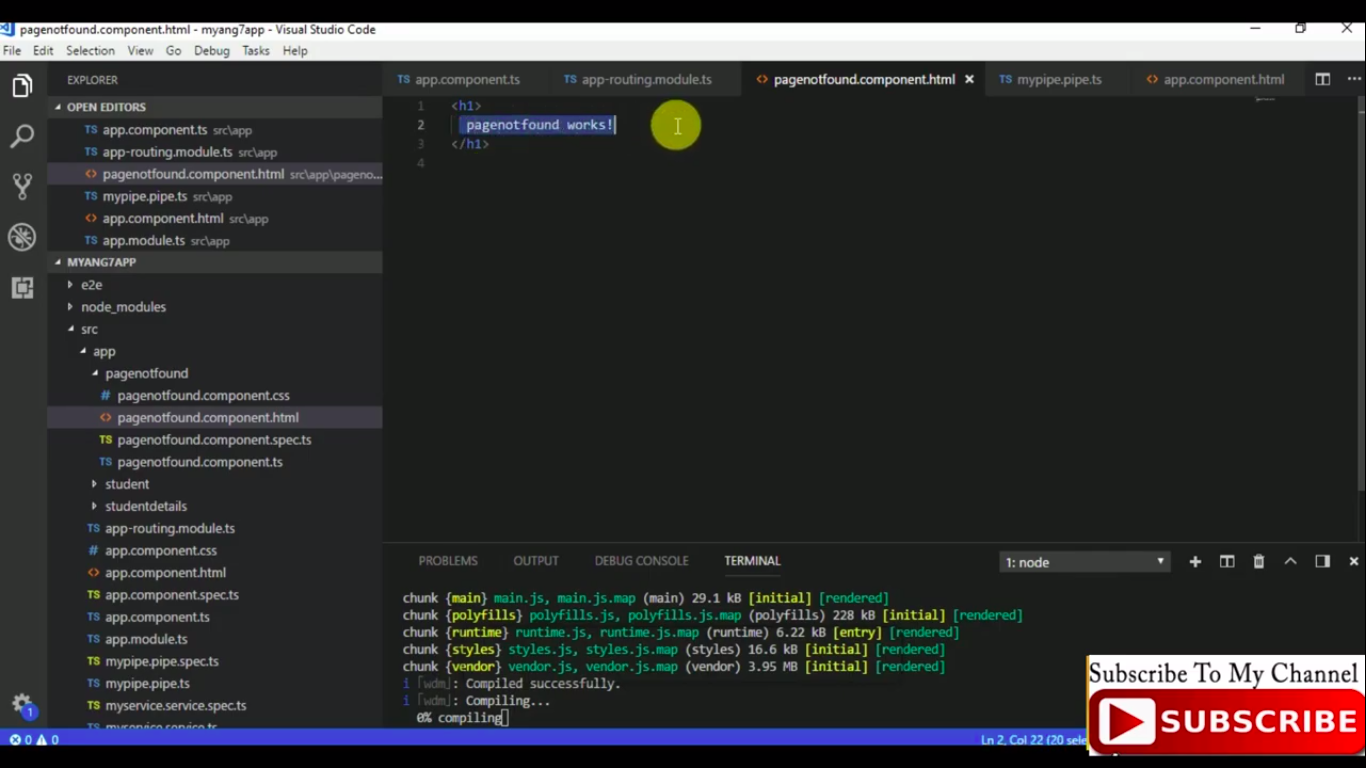 pagenotfound.component.html - myang7app - Visual Studio Code
File Edit Selection View Go Debug Tasks Help
EXPLORER
OPEN EDITORS
app.component.ts src\app
app-routing.module.ts src\app
pagenotfound.component.html src\app\pageno...
mypipe.pipe.ts src\app
app.component.html src\app
app.module.ts src\app
MYANG7APP
e2e
node_modules
src
app
pagenotfound
# pagenotfound.component.css
<> pagenotfound.component.html
TS pagenotfound.component.spec.ts
TS pagenotfound.component.ts
student
studentdetails
TS app-routing.module.ts
# app.component.css
<> app.component.html
TS app.component.spec.ts
TS app.component.ts
TS app.module.ts
TS mypipe.pipe.spec.ts
TS mypipe.pipe.ts
TS myservice.service.spec.ts
TS myservice.service.ts
1
TS app.component.ts TS app-routing.module.ts <> pagenotfound.component.html × TS mypipe.pipe.ts <> app.component.html ...
1 <h1>
2 pagenotfound works!
3 </h1>
4
PROBLEMS OUTPUT DEBUG CONSOLE TERMINAL 1: node
chunk {main} main.js, main.js.map (main) 29.1 kB [initial] [rendered]
chunk {polyfills} polyfills.js, polyfills.js.map (polyfills) 228 kB [initial] [rendered]
chunk {runtime} runtime.js, runtime.js.map (runtime) 6.22 kB [entry] [rendered]
chunk {styles} styles.js, styles.js.map (styles) 16.6 kB [initial] [rendered]
chunk {vendor} vendor.js, vendor.js.map (vendor) 3.95 MB [initial] [rendered]
i ｢wdm｣: Compiled successfully.
i ｢wdm｣: Compiling...
0% compiling
0 0
Ln 2, Col 22 (20 sele
Subscribe To My Channel
SUBSCRIBE